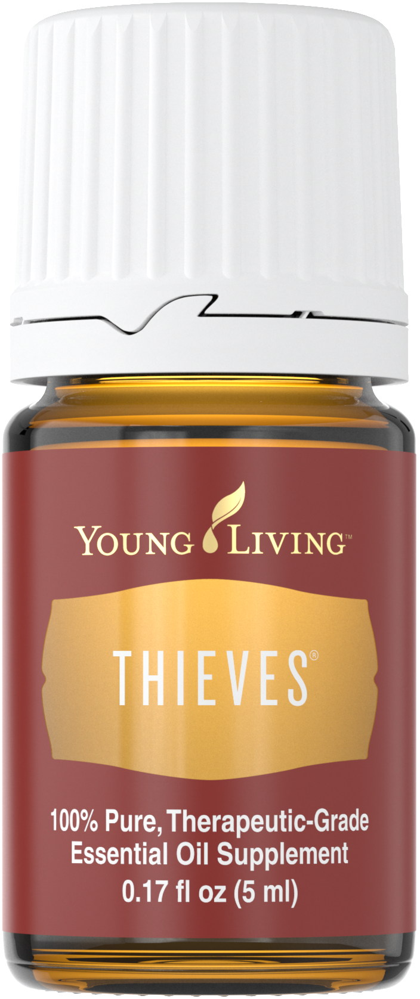 YOUNG LIVING™
THIEVES®
100% Pure, Therapeutic-Grade
Essential Oil Supplement
0.17 fl oz (5 ml)